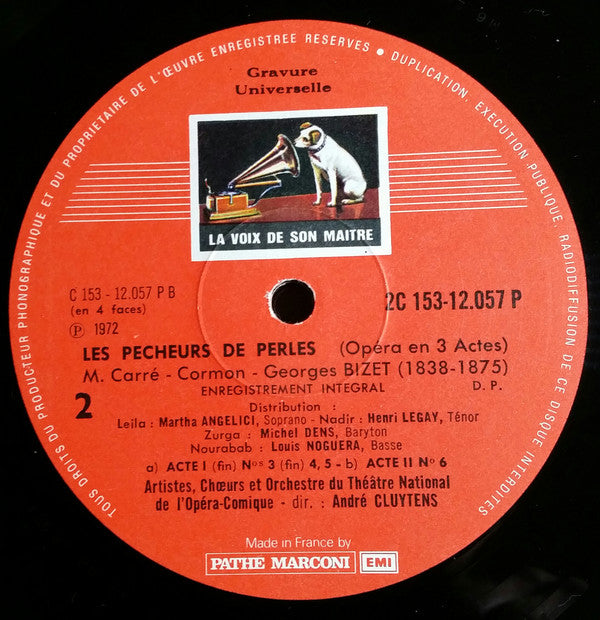 TOUS DROITS DU PRODUCTEUR PHONOGRAPHIQUE ET DU PROPRIETAIRE DE L'ŒUVRE ENREGISTREE RESERVES • DUPLICATION, EXECUTION PUBLIQUE, RADIODIFFUSION DE CE DISQUE INTERDITES
Gravure
Universelle
LA VOIX DE SON MAITRE
C 153 - 12.057 P B
(en 4 faces)
℗ 1972
2C 153-12.057 P
LES PECHEURS DE PERLES (Opéra en 3 Actes)
M. Carré - Cormon - Georges BIZET (1838-1875)
ENREGISTREMENT INTEGRAL D. P.
2
Distribution :
Leila : Martha ANGELICI, Soprano - Nadir : Henri LEGAY, Ténor
Zurga : Michel DENS, Baryton
Nourabab : Louis NOGUERA, Basse
a) ACTE I (fin) Nos 3 (fin) 4, 5 - b) ACTE II No 6
Artistes, Chœurs et Orchestre du Théâtre National
de l'Opéra-Comique - dir. : André CLUYTENS
Made in France by
PATHE MARCONI EMI